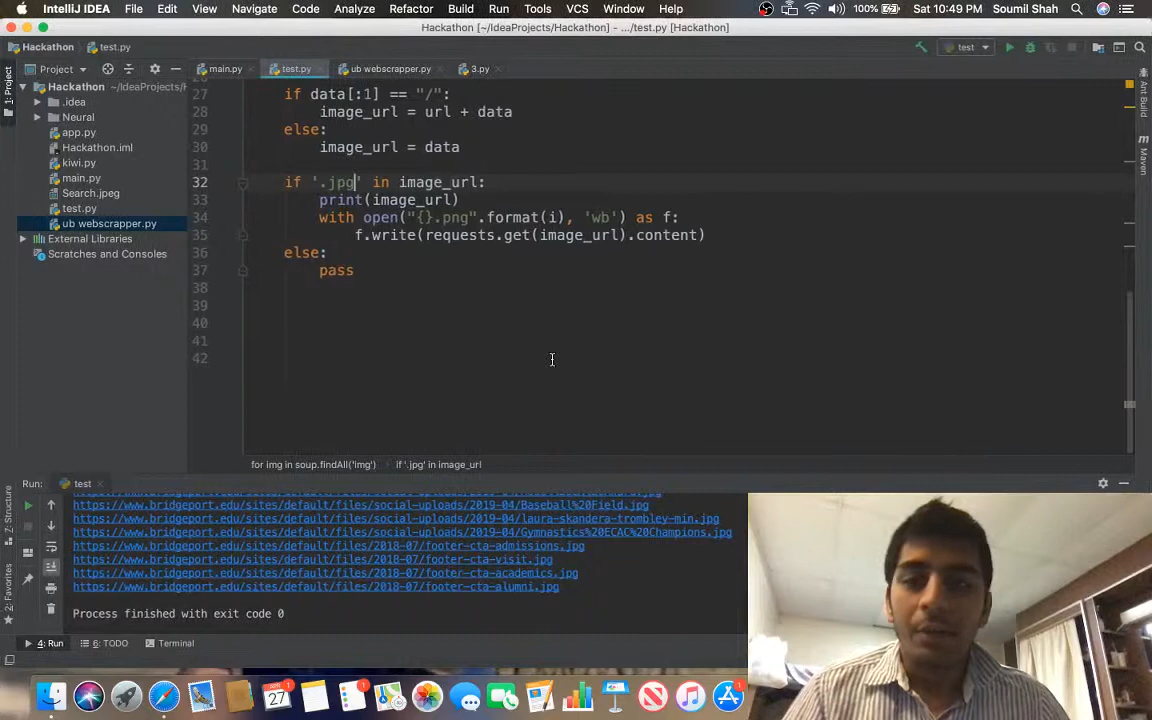 IntelliJ IDEA File Edit View Navigate Code Analyze Refactor Build Run Tools VCS Window Help 100% Sat 10:49 PM Soumil Shah
Hackathon [~/IdeaProjects/Hackathon] - .../test.py [Hackathon]
Hackathon test.py test
Project main.py test.py ub webscrapper.py 3.py
1: Project
Hackathon ~/IdeaProjects/H
.idea
Neural
app.py
Hackathon.iml
kiwi.py
main.py
Search.jpeg
test.py
ub webscrapper.py
External Libraries
Scratches and Consoles
27 if data[:1] == "/":
28 image_url = url + data
29 else:
30 image_url = data
31
32 if '.jpg' in image_url:
33 print(image_url)
34 with open("{}.png".format(i), 'wb') as f:
35 f.write(requests.get(image_url).content)
36 else:
37 pass
38
39
40
41
42
Ant Build
Maven
for img in soup.findAll('img') if '.jpg' in image_url
Run: test
https://www.bridgeport.edu/sites/default/files/social-uploads/2019-04/Baseball%20Field.jpg
https://www.bridgeport.edu/sites/default/files/social-uploads/2019-04/laura-skandera-trombley-min.jpg
https://www.bridgeport.edu/sites/default/files/social-uploads/2019-04/Gymnastics%20ECAC%20Champions.jpg
https://www.bridgeport.edu/sites/default/files/2018-07/footer-cta-admissions.jpg
https://www.bridgeport.edu/sites/default/files/2018-07/footer-cta-visit.jpg
https://www.bridgeport.edu/sites/default/files/2018-07/footer-cta-academics.jpg
https://www.bridgeport.edu/sites/default/files/2018-07/footer-cta-alumni.jpg
Process finished with exit code 0
7: Structure
2: Favorites
4: Run 6: TODO Terminal
APR
27